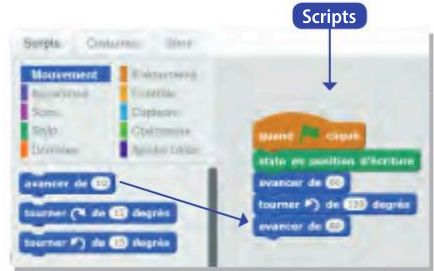 Scripts
Scripts Costumes Sons
Mouvement Évènements
Apparence Contrôle
Sons Capteurs
Stylo Opérateurs
Données Ajouter blocs
quand cliqué
stylo en position d'écriture
avancer de 10
avancer de 60
tourner de 120 degrés
tourner de 15 degrés
avancer de 60
tourner de 15 degrés